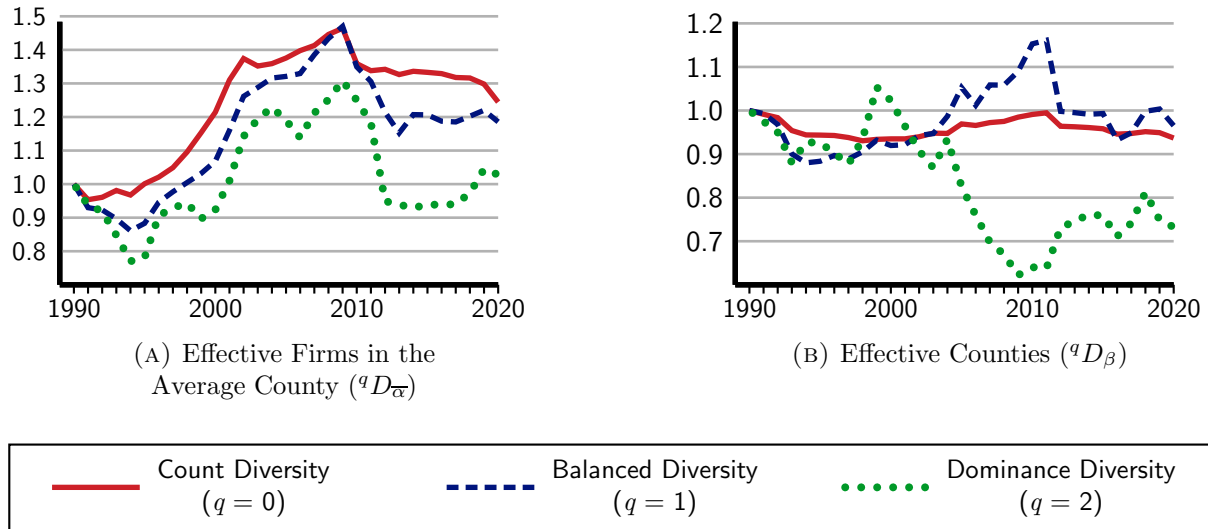 1.5
1.4
1.3
1.2
1.1
1.0
0.9
0.8
1990 2000 2010 2020
(A) Effective Firms in the
Average County (^qD_{\overline{α}})
1.2
1.1
1.0
0.9
0.8
0.7
1990 2000 2010 2020
(B) Effective Counties (^qD_β)
Count Diversity
(q = 0)
Balanced Diversity
(q = 1)
Dominance Diversity
(q = 2)